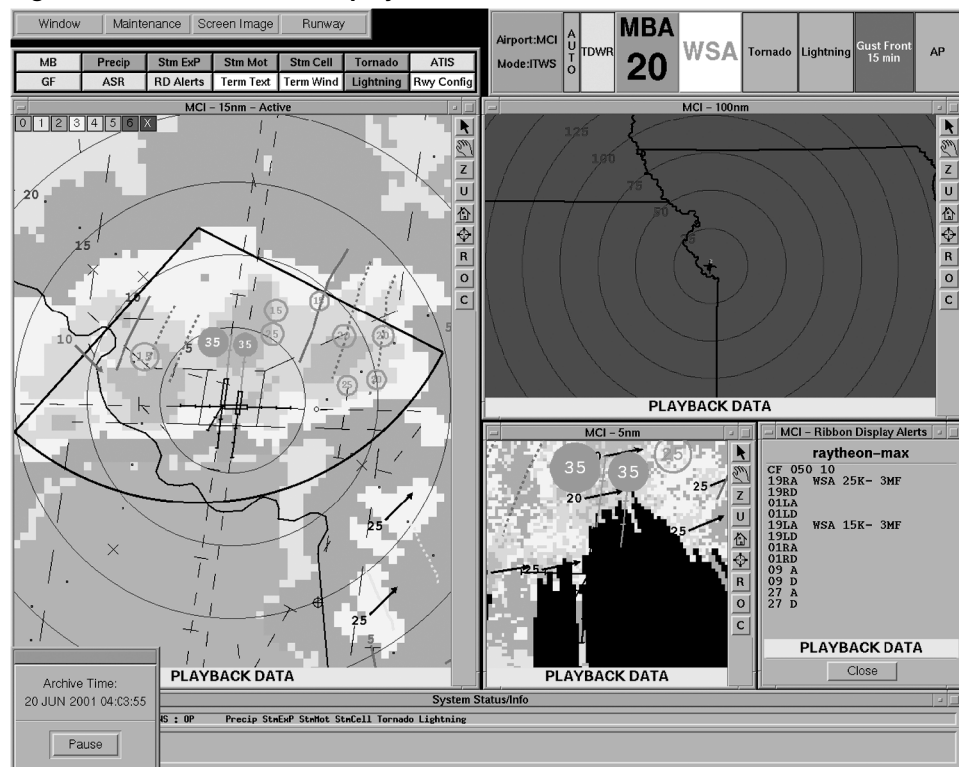 Window Maintenance Screen Image Runway
Airport:MCI
Mode:ITWS
AUTO
TDWR
MBA
20
WSA
Tornado
Lightning
Gust Front
15 min
AP
MB Precip Stm ExP Stm Mot Stm Cell Tornado ATIS
GF ASR RD Alerts Term Text Term Wind Lightning Rwy Config
MCI – 15nm – Active
0 1 2 3 4 5 6 X
20
15
10
10
5
15
35
35
15
25
15
20
20
25
20
5
25
25
5
Z
U
R
O
C
PLAYBACK DATA
MCI – 100nm
125
100
75
50
Z
U
R
O
C
PLAYBACK DATA
MCI – 5nm
35
35
25
20
25
25
25
Z
U
R
O
C
PLAYBACK DATA
MCI – Ribbon Display Alerts
raytheon-max
CF 050 10
19RA WSA 25K- 3MF
19RD
01LA
01LD
19LA WSA 15K- 3MF
19LD
01RA
01RD
09 A
09 D
27 A
27 D
PLAYBACK DATA
Close
System Status/Info
NS : OP Precip StmExP StmMot StmCell Tornado Lightning
Archive Time:
20 JUN 2001 04:C3:55
Pause